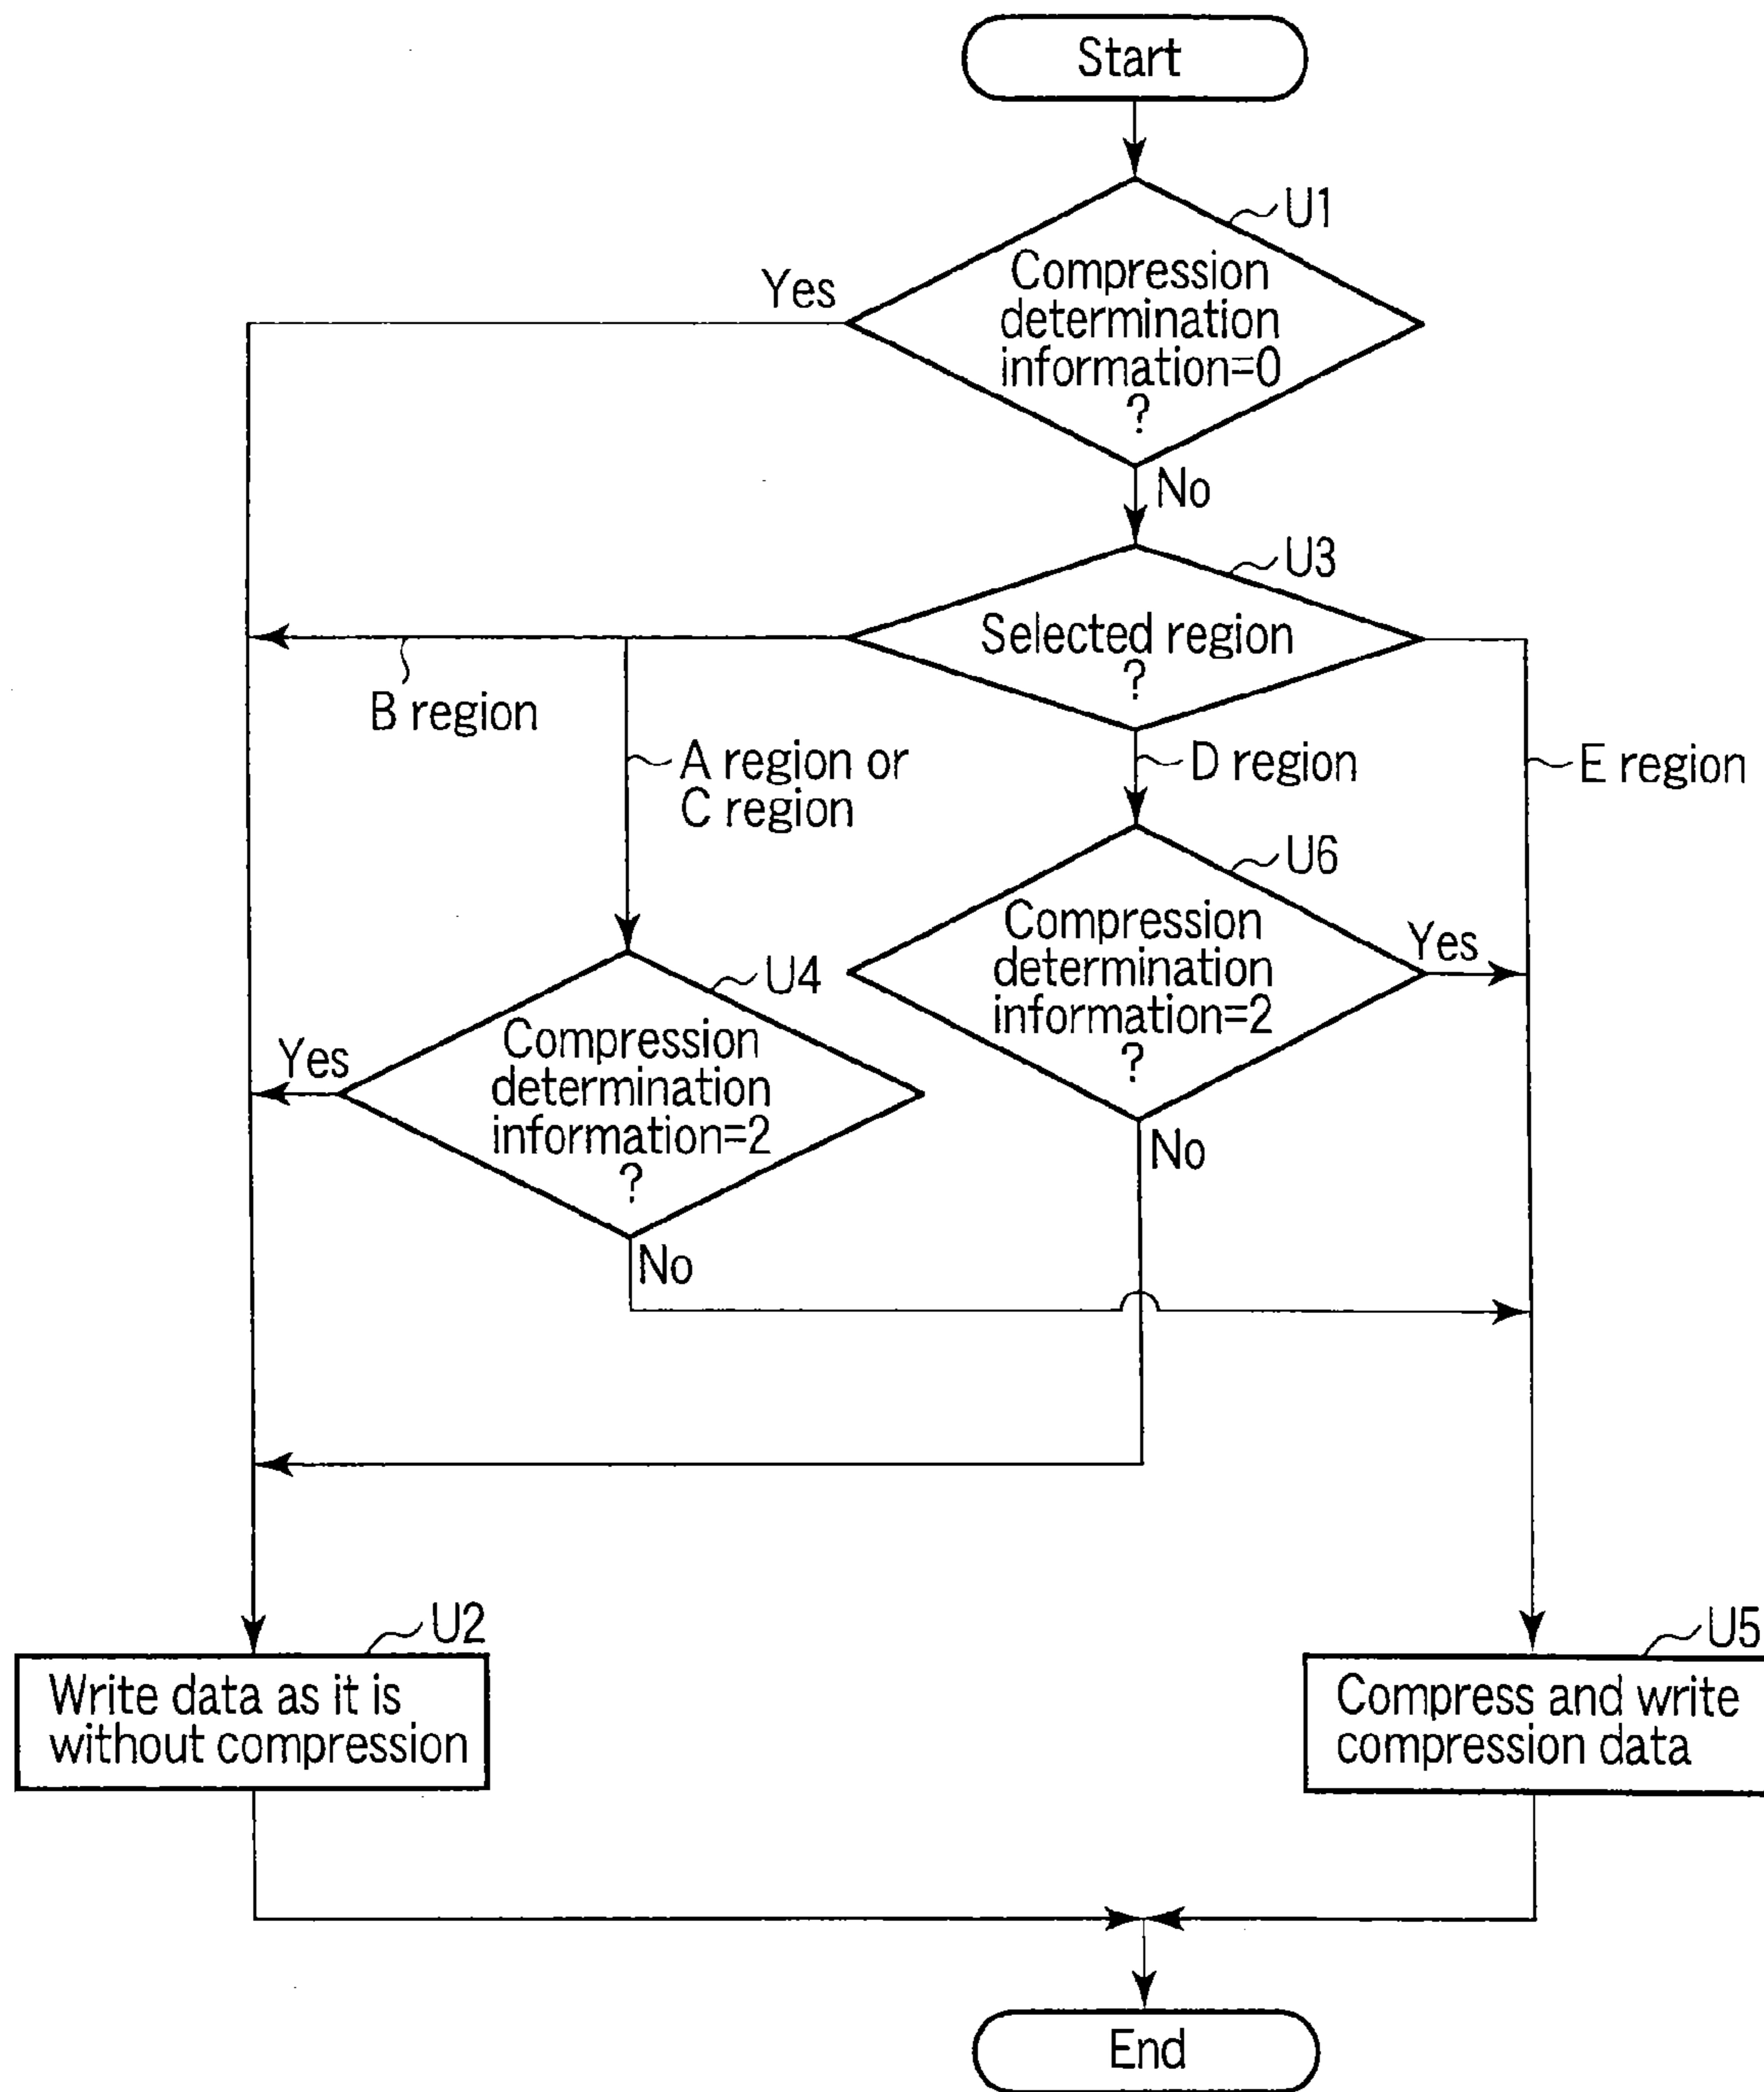 Start
U1
Compression
determination
information=0
?
Yes
No
U3
Selected region
?
B region
A region or
C region
D region
E region
U6
Compression
determination
information=2
?
Yes
No
U4
Compression
determination
information=2
?
Yes
No
U2
Write data as it is
without compression
U5
Compress and write
compression data
End